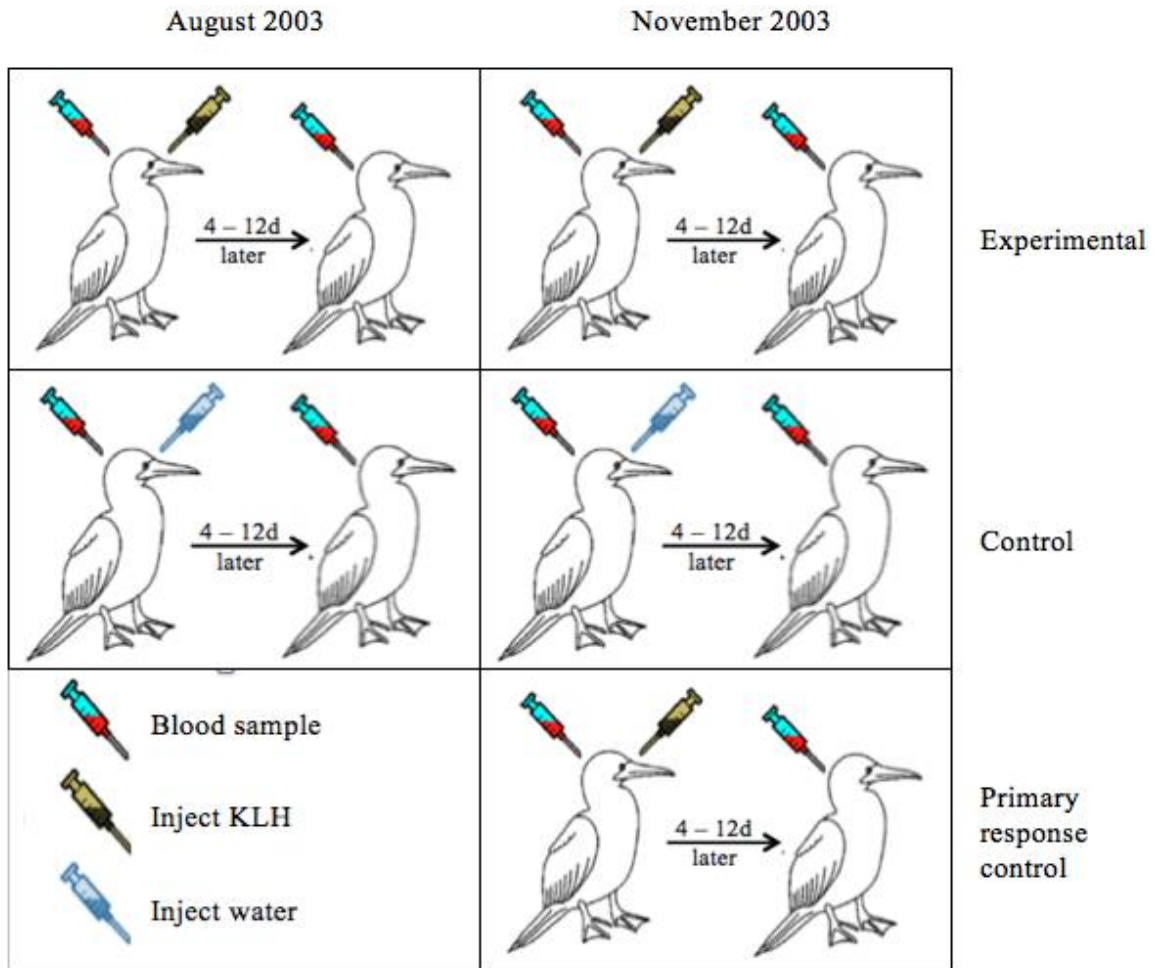 August 2003
November 2003
4 – 12d
later
4 – 12d
later
Experimental
4 – 12d
later
4 – 12d
later
Control
Blood sample
Inject KLH
Inject water
4 – 12d
later
Primary
response
control